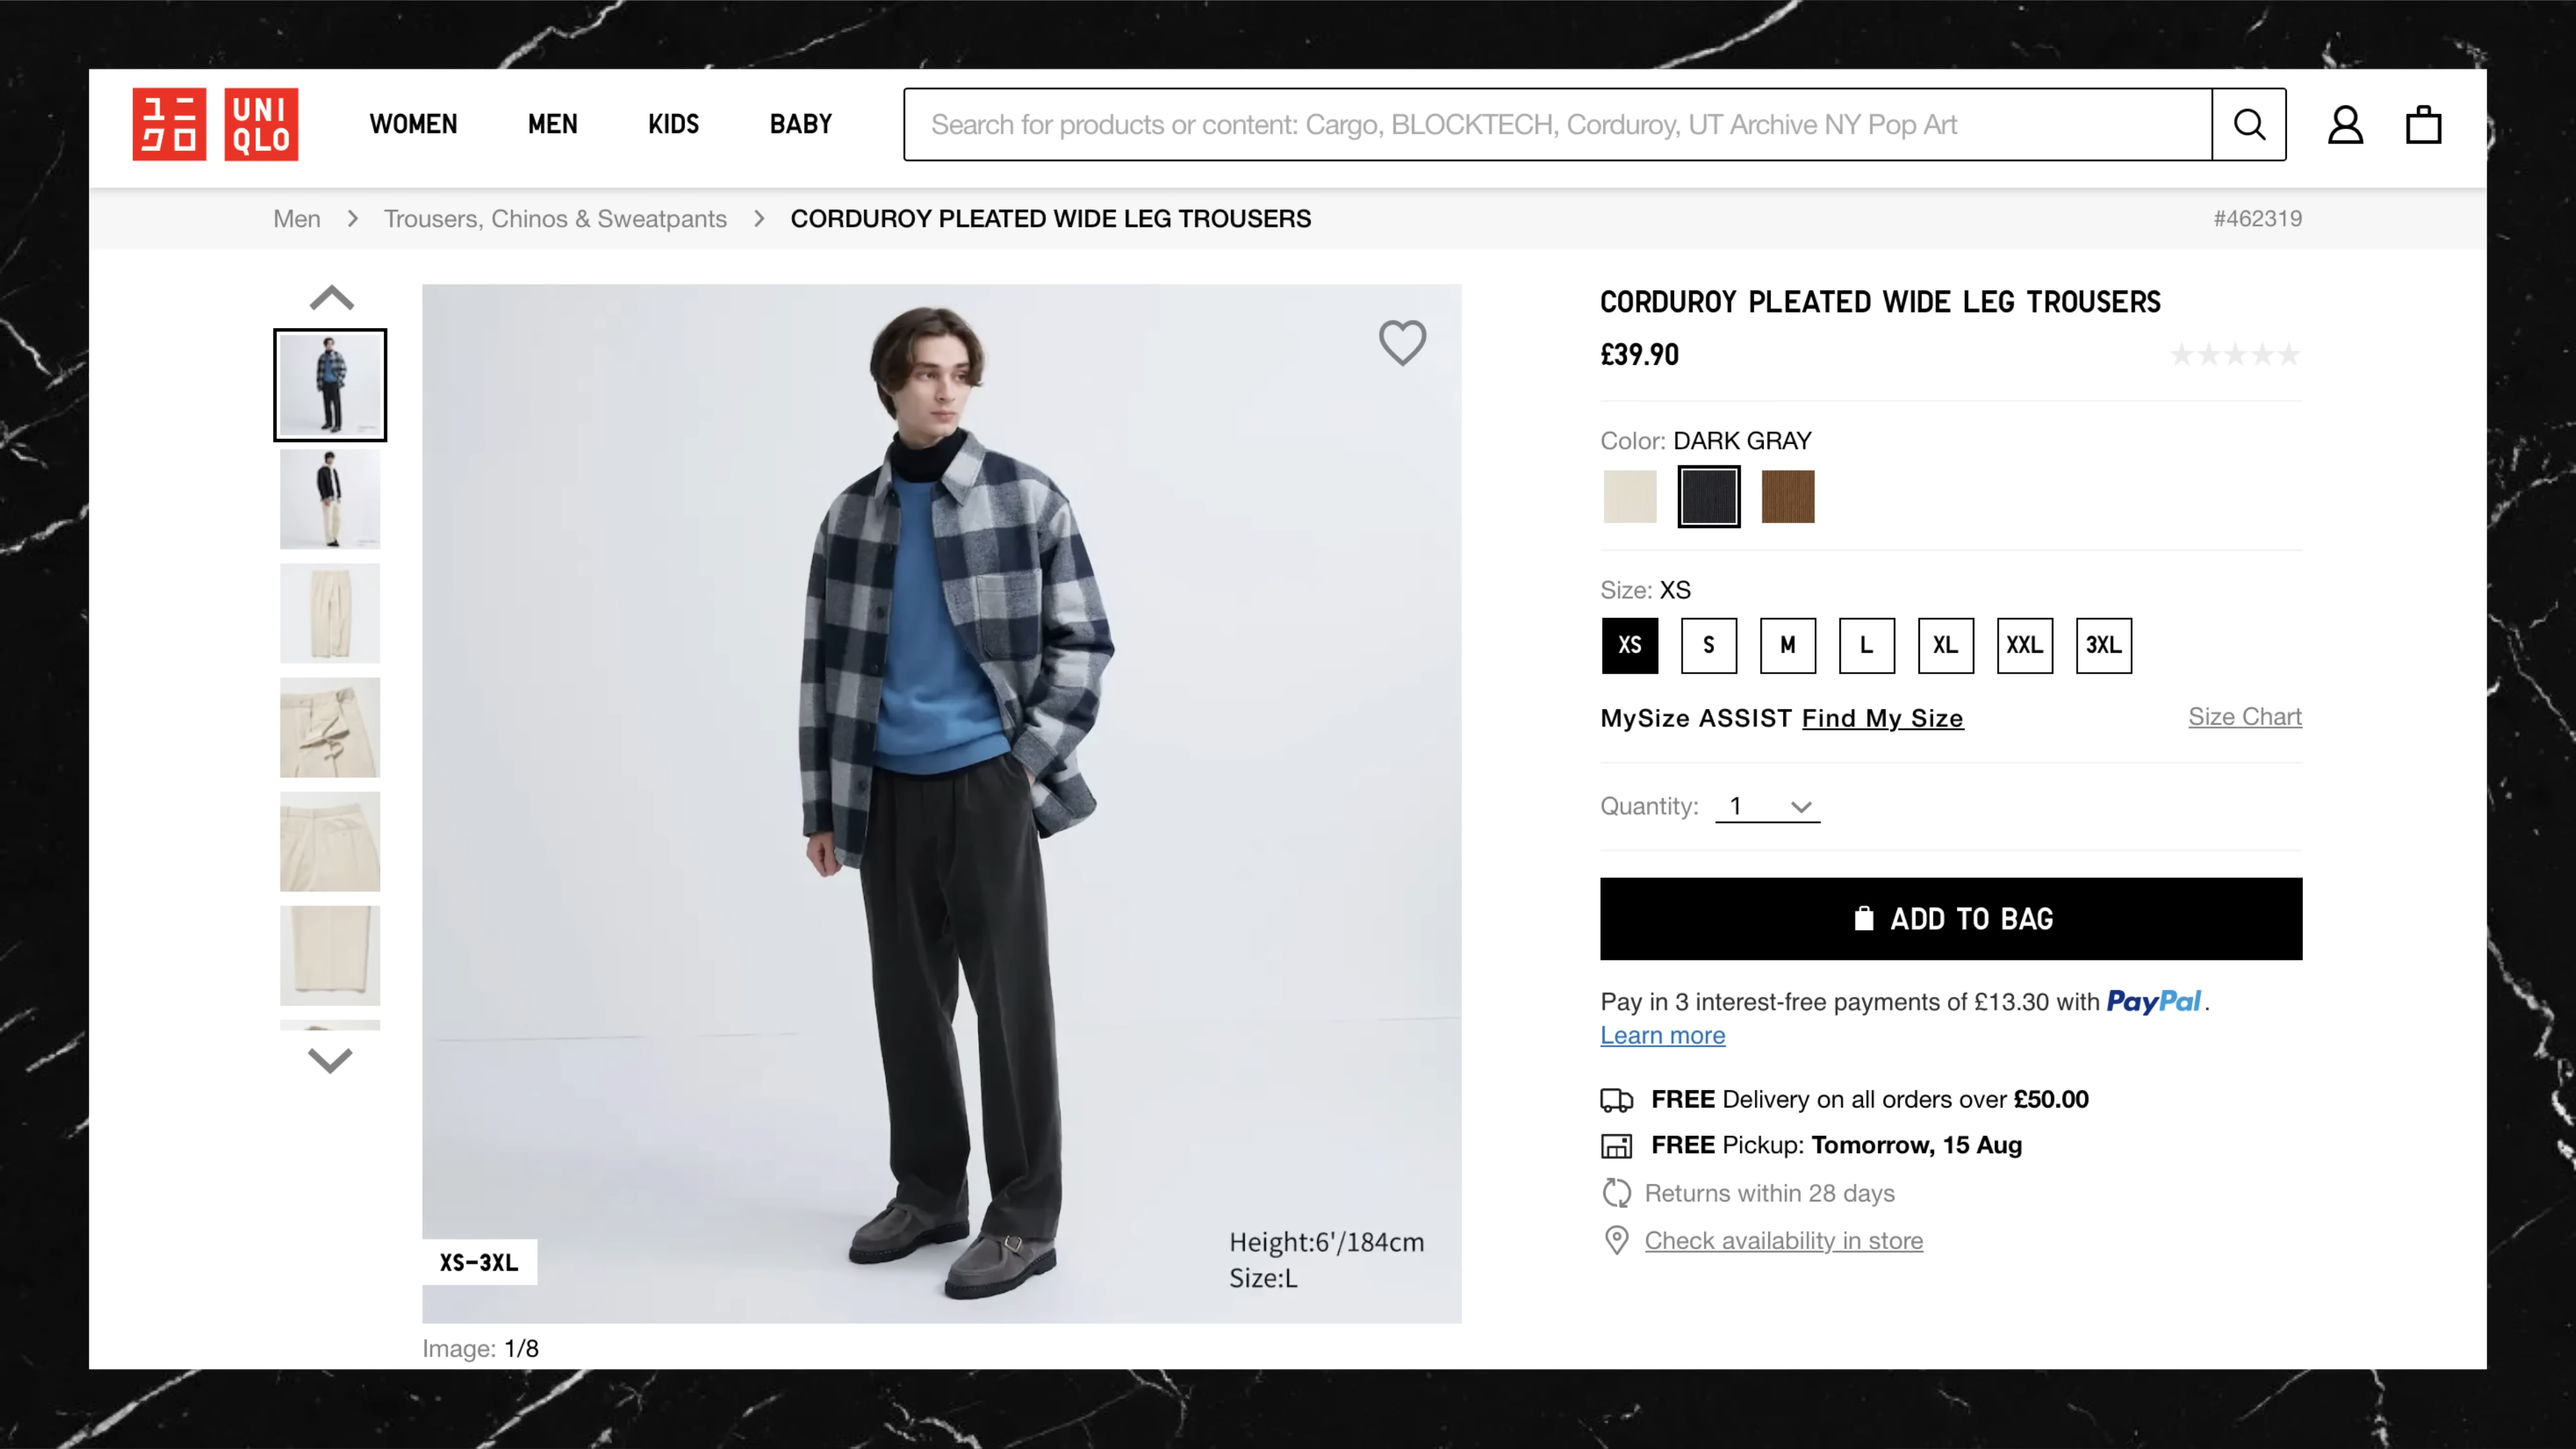 ユニ
クロ
UNI
QLO
WOMEN
MEN
KIDS
BABY
Search for products or content: Cargo, BLOCKTECH, Corduroy, UT Archive NY Pop Art
Men > Trousers, Chinos & Sweatpants > CORDUROY PLEATED WIDE LEG TROUSERS
#462319
XS-3XL
Height:6'/184cm
Size:L
Image: 1/8
CORDUROY PLEATED WIDE LEG TROUSERS
£39.90
Color: DARK GRAY
Size: XS
XS
S
M
L
XL
XXL
3XL
MySize ASSIST Find My Size
Size Chart
Quantity: 1
ADD TO BAG
Pay in 3 interest-free payments of £13.30 with PayPal.
Learn more
FREE Delivery on all orders over £50.00
FREE Pickup: Tomorrow, 15 Aug
Returns within 28 days
Check availability in store